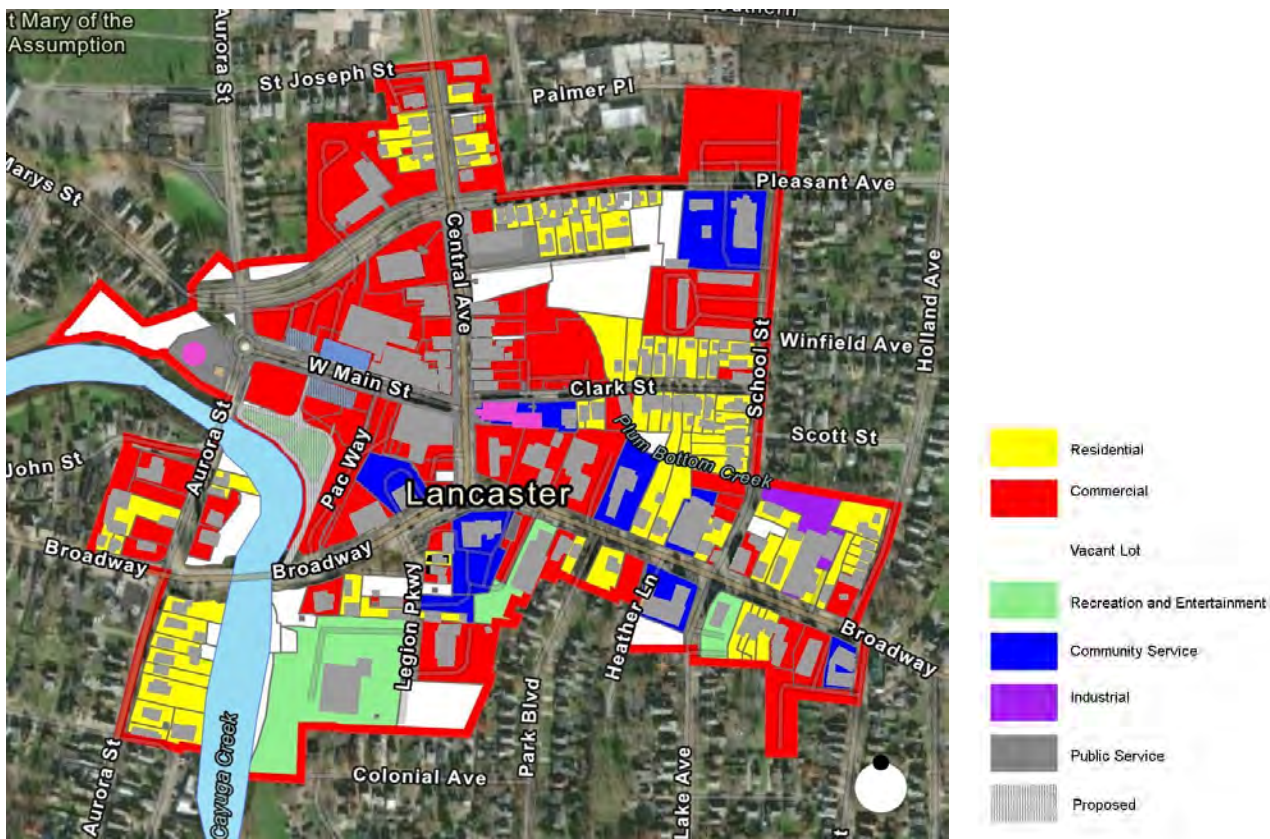 t Mary of the
Assumption
Aurora St
Southern
St Joseph St
Palmer Pl
Marys St
Pleasant Ave
Central Ave
Holland Ave
Winfield Ave
School St
W Main St
Clark St
Plum Bottom Creek
Scott St
Aurora St
John St
Pac Way
Lancaster
Broadway
Broadway
Legion Pkwy
Heather Ln
Broadway
Park Blvd
Lake Ave
Aurora St
Cayuga Creek
Colonial Ave
t
Residential
Commercial
Vacant Lot
Recreation and Entertainment
Community Service
Industrial
Public Service
Proposed